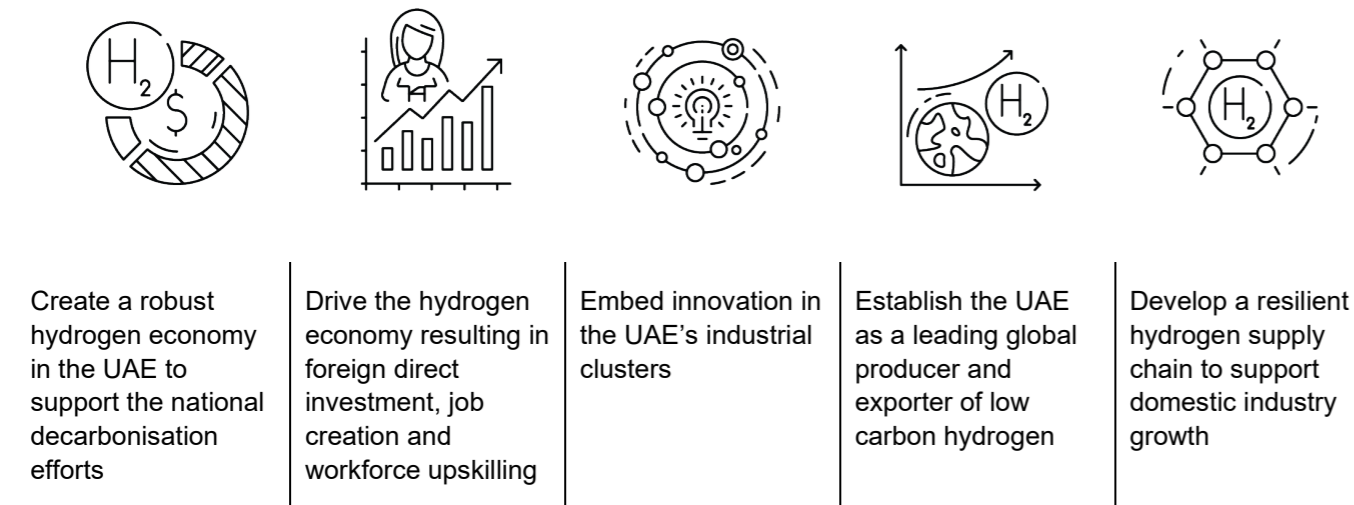 H2
$
H2
H2
Create a robust
hydrogen economy
in the UAE to
support the national
decarbonisation
efforts
Drive the hydrogen
economy resulting in
foreign direct
investment, job
creation and
workforce upskilling
Embed innovation in
the UAE’s industrial
clusters
Establish the UAE
as a leading global
producer and
exporter of low
carbon hydrogen
Develop a resilient
hydrogen supply
chain to support
domestic industry
growth